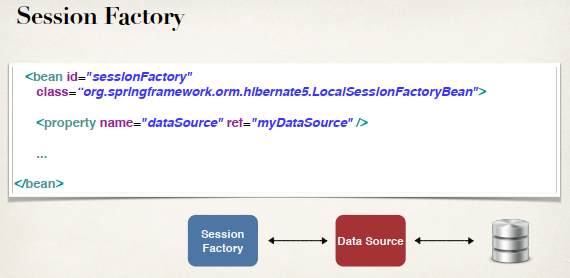 Session Factory
<bean id="sessionFactory"
class="org.springframework.orm.hibernate5.LocalSessionFactoryBean">
<property name="dataSource" ref="myDataSource" />
...
</bean>
Session
Factory
Data Source